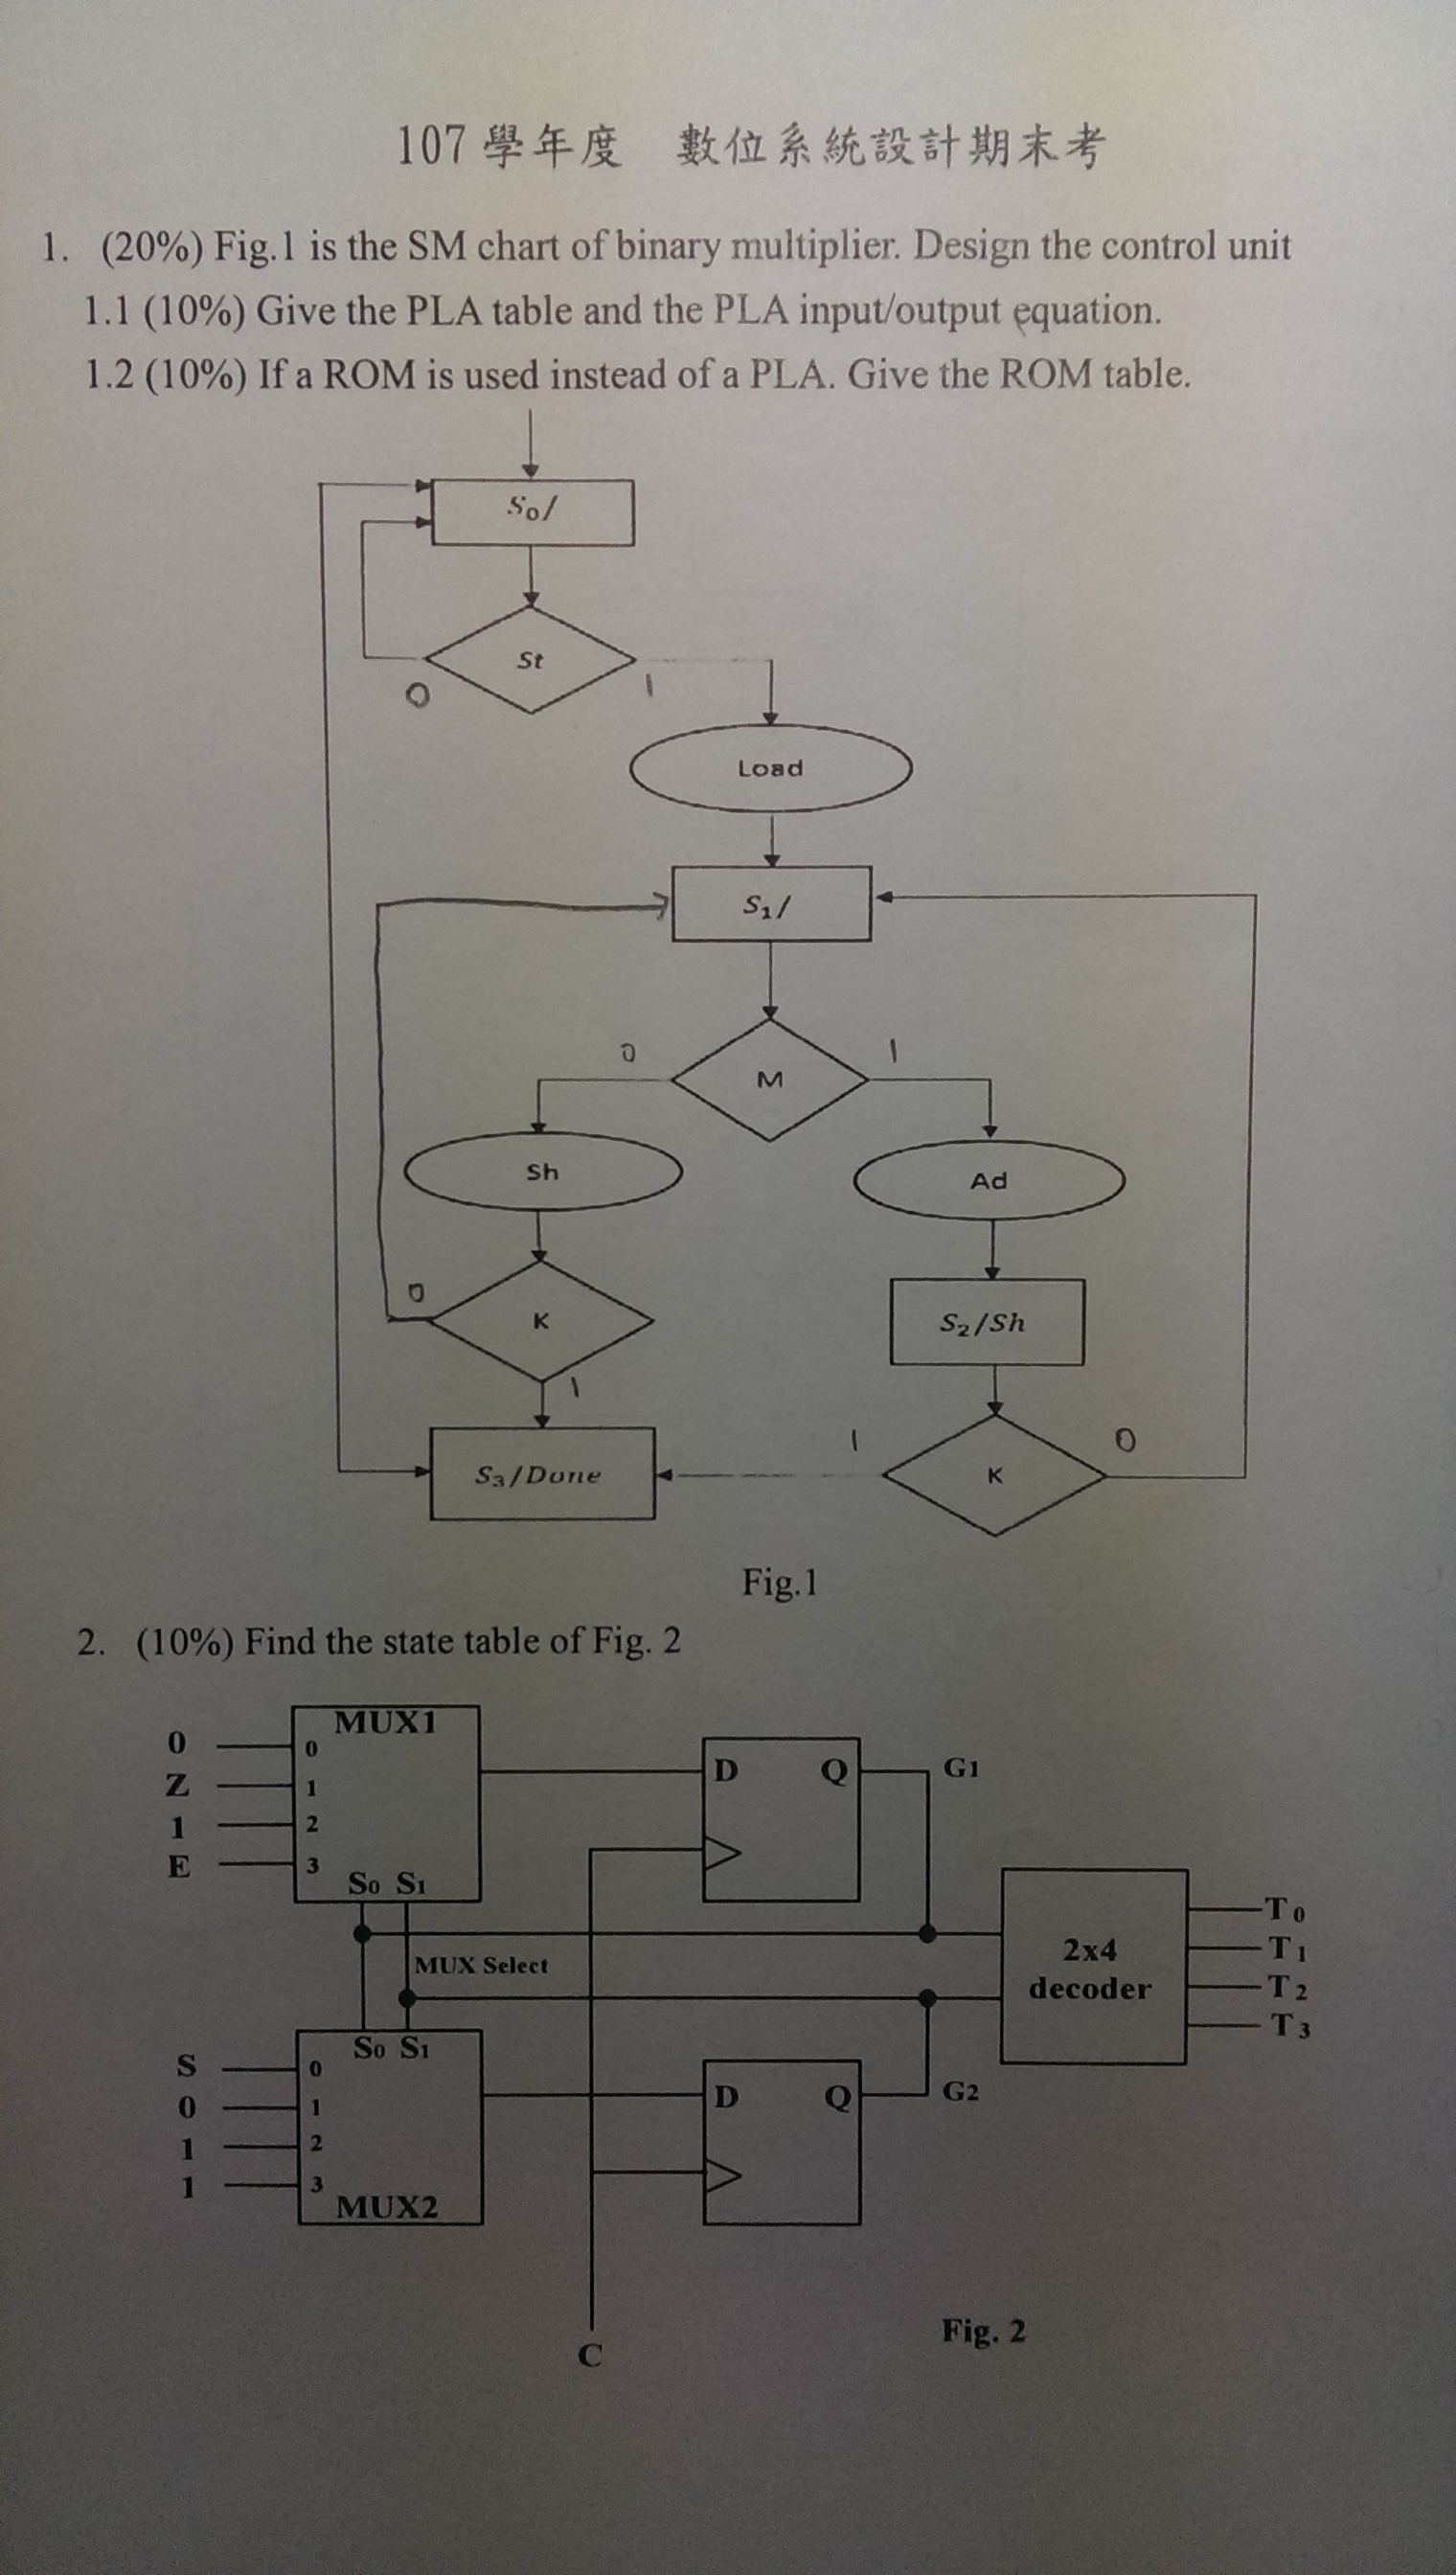 107 學年度 數位系統設計期末考
1. (20%) Fig.1 is the SM chart of binary multiplier. Design the control unit
1.1 (10%) Give the PLA table and the PLA input/output equation.
1.2 (10%) If a ROM is used instead of a PLA. Give the ROM table.
S₀/
St
0 1
Load
S₁/
0 1
M
Sh Ad
0
K S₂/Sh
1
1 0
S₃/Done K
Fig.1
2. (10%) Find the state table of Fig. 2
MUX1
0 0
Z 1 D Q G1
1 2
E 3
S0 S1
T0
MUX Select 2x4 T1
decoder T2
T3
S0 S1
S 0
0 1 D Q G2
1 2
1 3
MUX2
Fig. 2
C